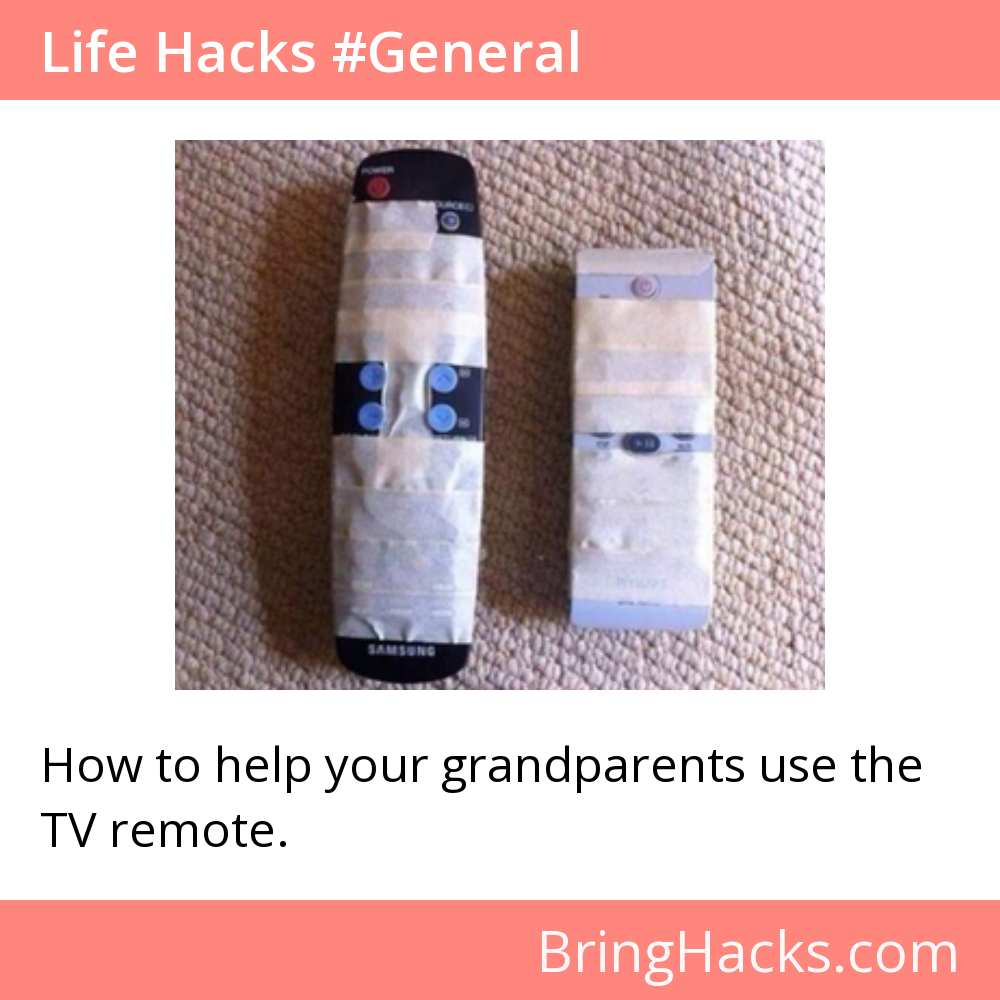 Life Hacks #General
POWER
SAMSUNG
How to help your grandparents use the
TV remote.
BringHacks.com